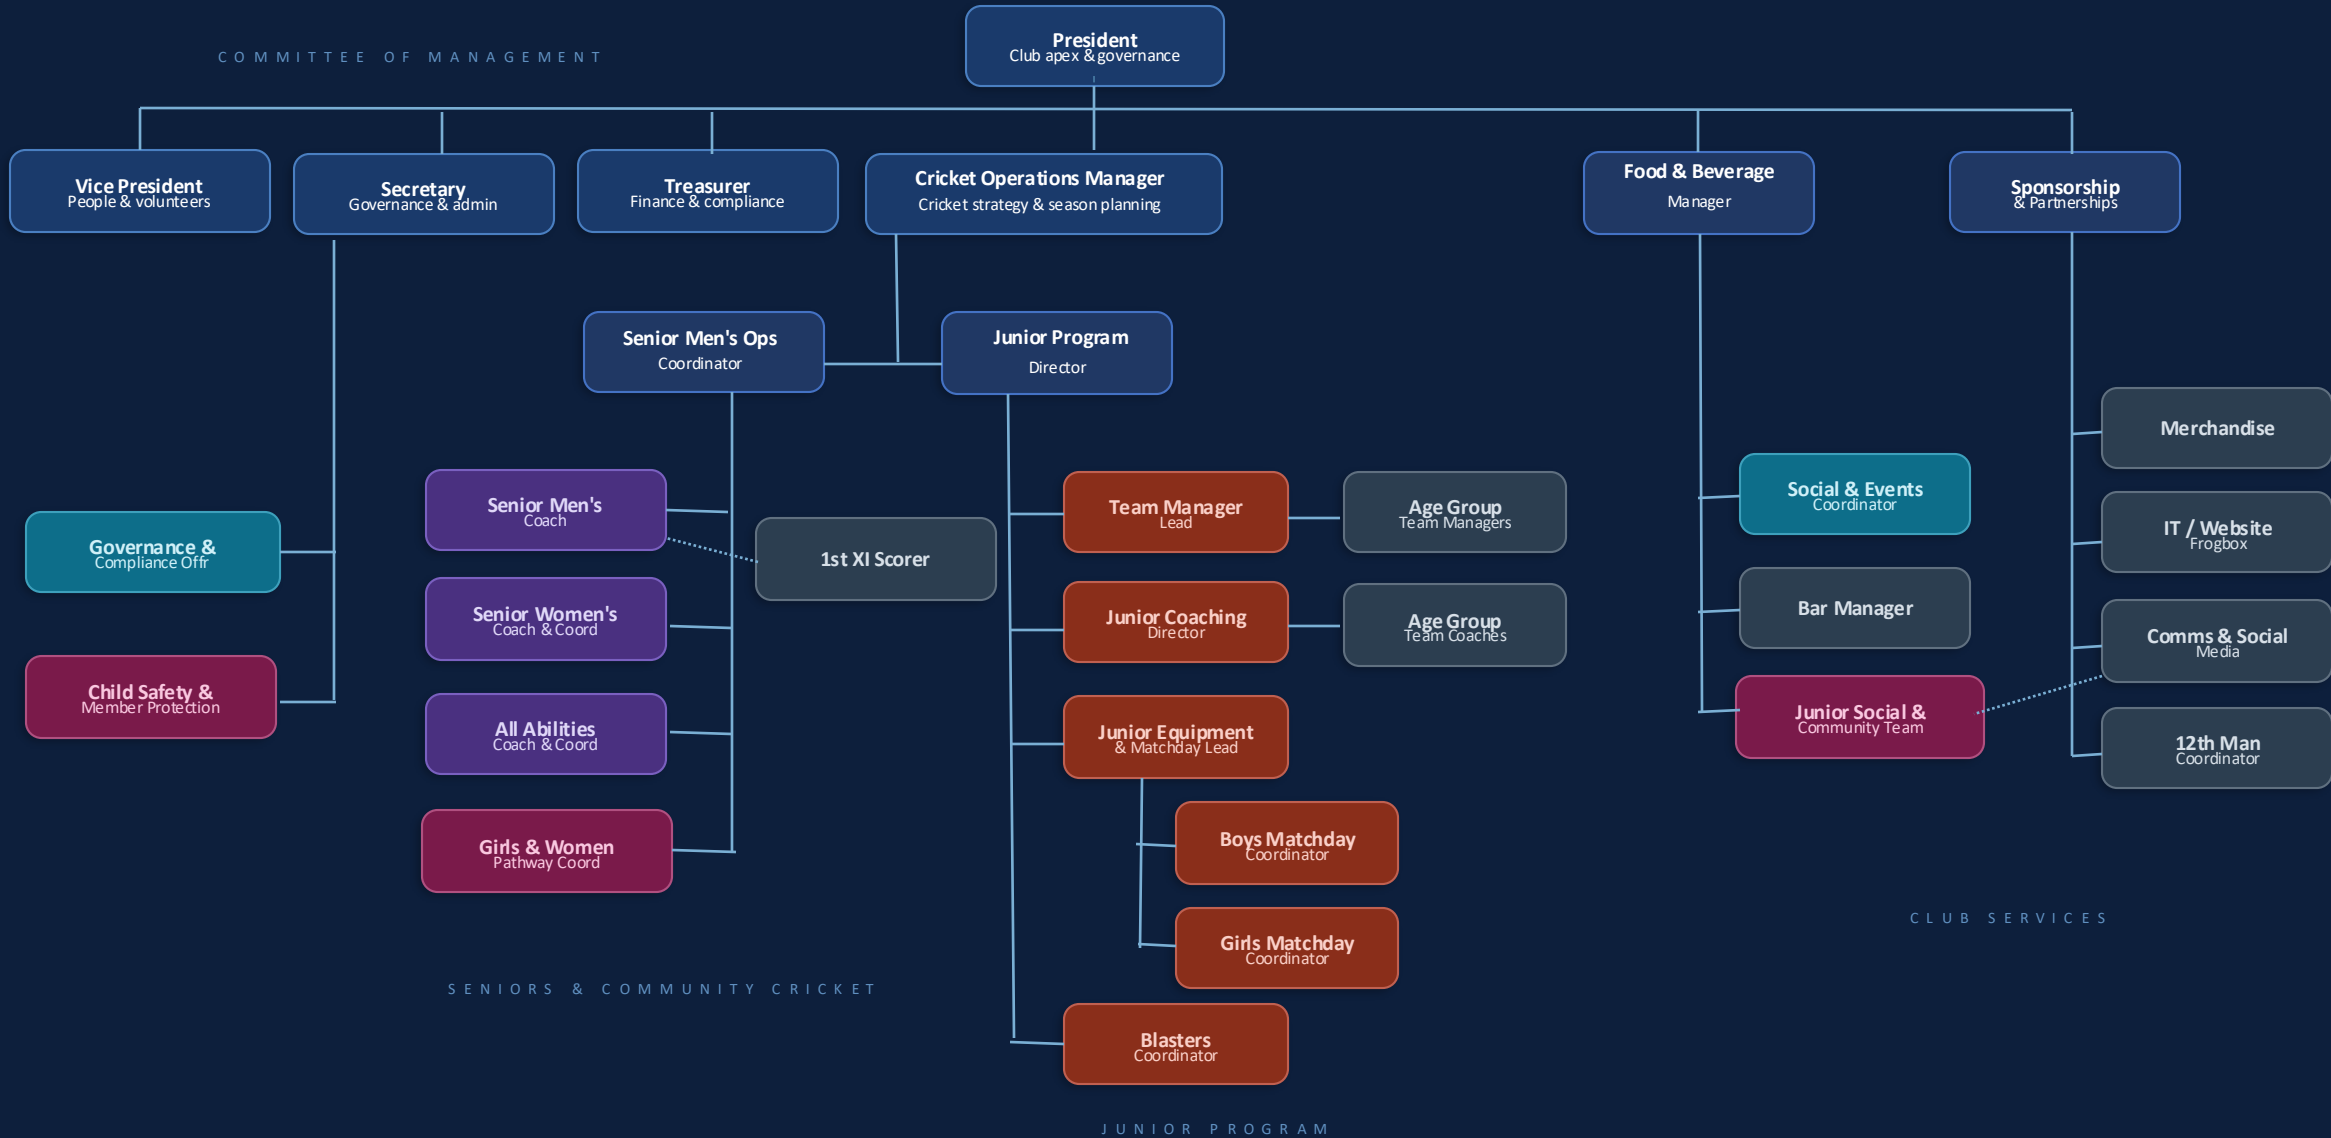 President
Club apex & governance
COMMITTEE OF MANAGEMENT
Vice President
People & volunteers
Secretary
Governance & admin
Treasurer
Finance & compliance
Cricket Operations Manager
Cricket strategy & season planning
Food & Beverage
Manager
Sponsorship
& Partnerships
Senior Men's Ops
Coordinator
Junior Program
Director
Governance &
Compliance Offr
Child Safety &
Member Protection
Senior Men's
Coach
1st XI Scorer
Senior Women's
Coach & Coord
All Abilities
Coach & Coord
Girls & Women
Pathway Coord
SENIORS & COMMUNITY CRICKET
Team Manager
Lead
Age Group
Team Managers
Junior Coaching
Director
Age Group
Team Coaches
Junior Equipment
& Matchday Lead
Boys Matchday
Coordinator
Girls Matchday
Coordinator
Blasters
Coordinator
JUNIOR PROGRAM
Social & Events
Coordinator
Bar Manager
Junior Social &
Community Team
Merchandise
IT / Website
Frogbox
Comms & Social
Media
12th Man
Coordinator
CLUB SERVICES